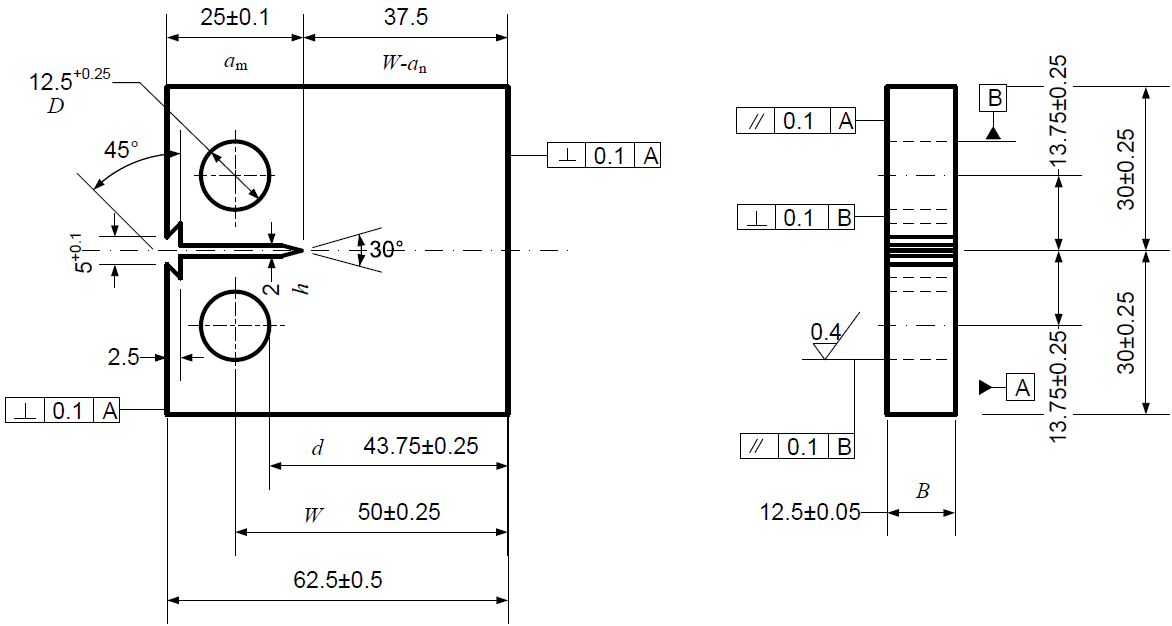 25±0.1
37.5
am
W-an
12.5+0.25
D
45°
⊥ 0.1 A
5+0.1
30°
2
h
2.5
⊥ 0.1 A
d 43.75±0.25
W 50±0.25
62.5±0.5
// 0.1 A
B
13.75±0.25
30±0.25
⊥ 0.1 B
0.4
13.75±0.25
30±0.25
A
// 0.1 B
B
12.5±0.05